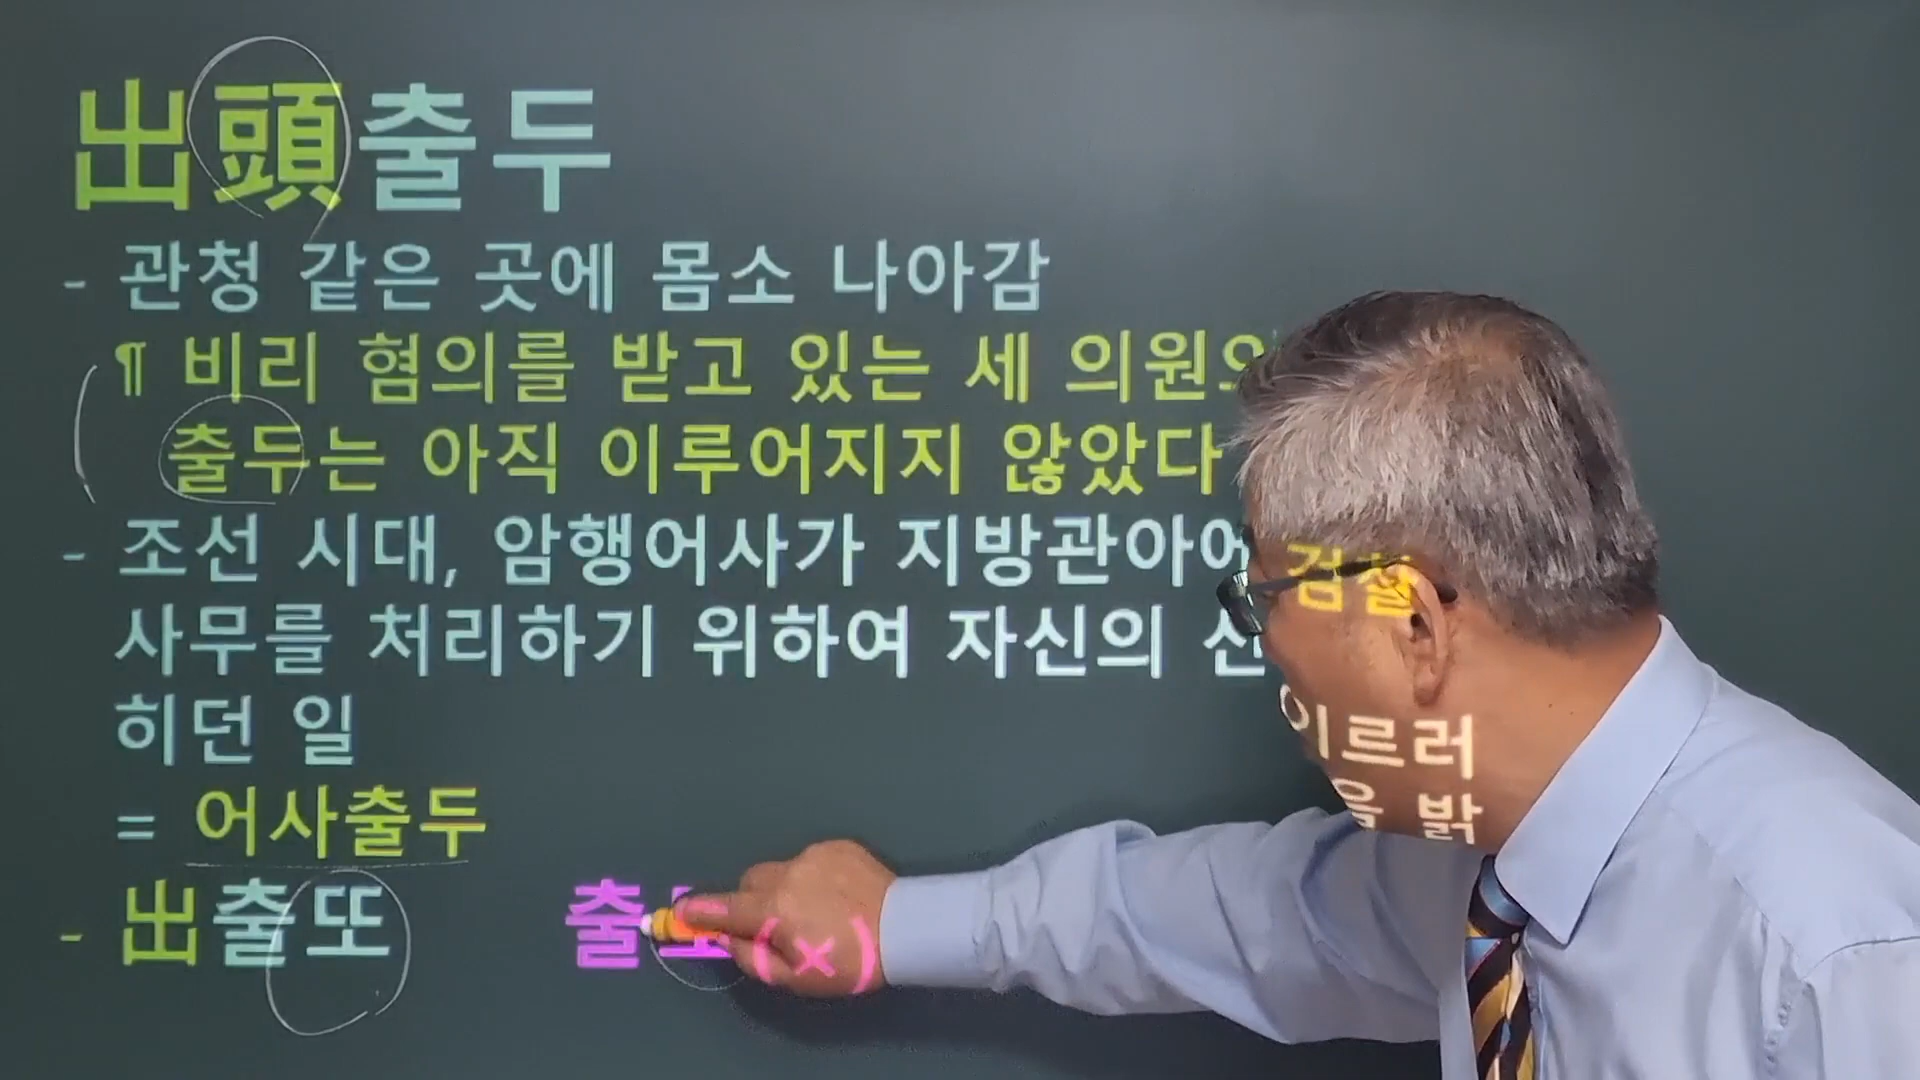 出頭출두
- 관청 같은 곳에 몸소 나아감
¶ 비리 혐의를 받고 있는 세 의원의 검찰
출두는 아직 이루어지지 않았다
- 조선 시대, 암행어사가 지방관아에 이르러
사무를 처리하기 위하여 자신의 신 을 밝
히던 일
= 어사출두
- 出출또 출도(×)